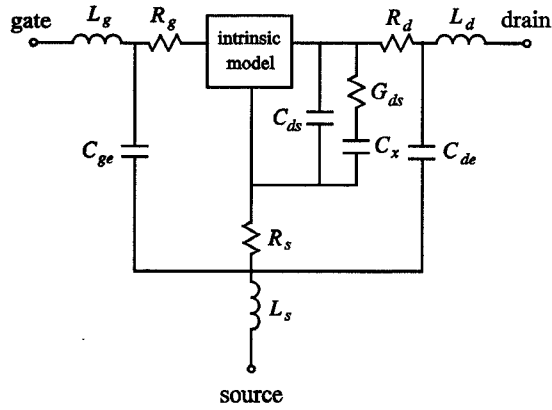 gate
L_g
R_g
intrinsic
model
R_d
L_d
drain
C_ds
G_ds
C_ge
C_x
C_de
R_s
L_s
source